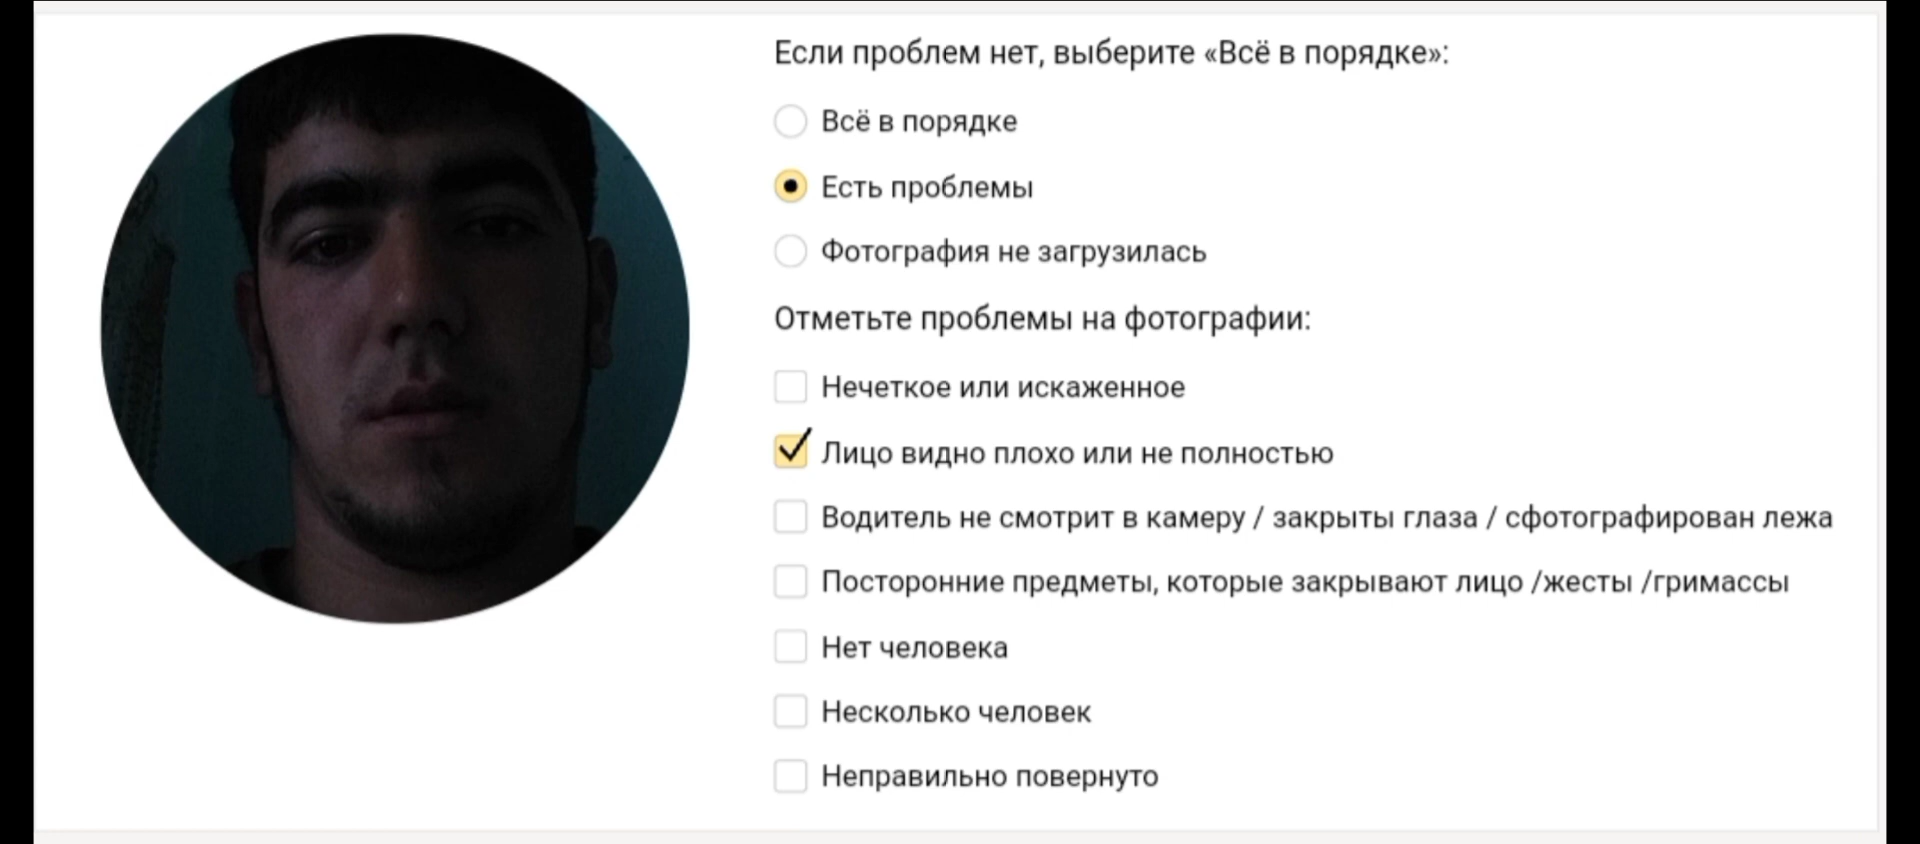 Если проблем нет, выберите «Всё в порядке»:
Всё в порядке
Есть проблемы
Фотография не загрузилась
Отметьте проблемы на фотографии:
Нечеткое или искаженное
Лицо видно плохо или не полностью
Водитель не смотрит в камеру / закрыты глаза / сфотографирован лежа
Посторонние предметы, которые закрывают лицо /жесты /гримассы
Нет человека
Несколько человек
Неправильно повернуто